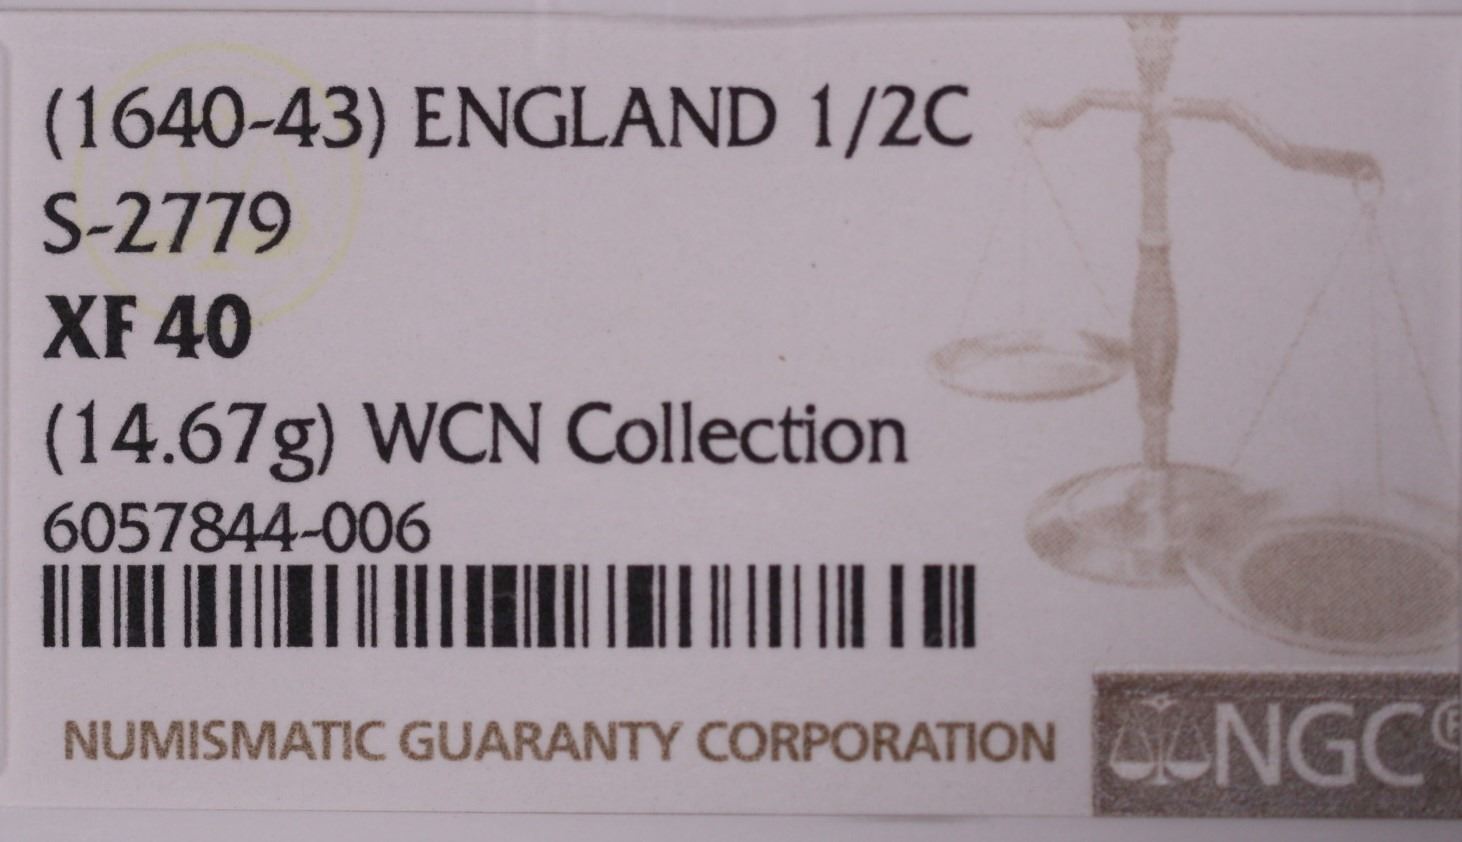 (1640-43) ENGLAND 1/2C
S-2779
XF 40
(14.67g) WCN Collection
6057844-006
NUMISMATIC GUARANTY CORPORATION
NGC®